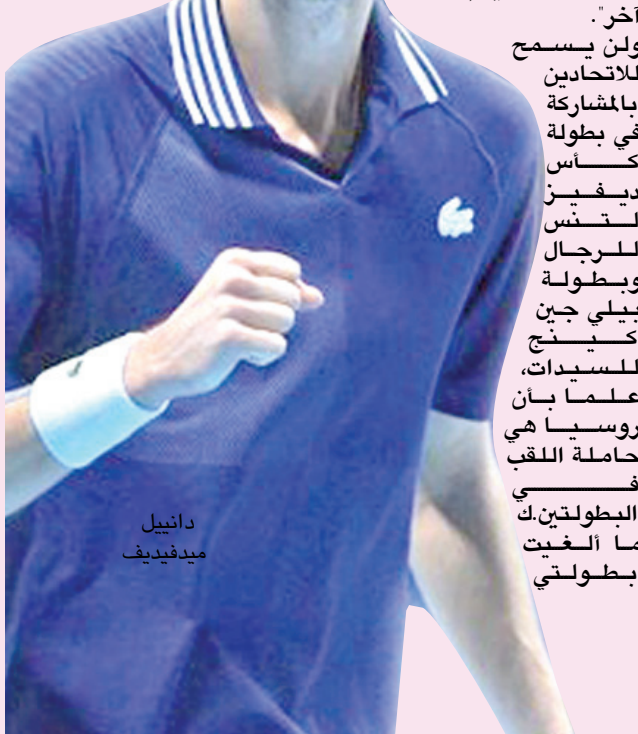 آخر".
ولن يسمح
للاتحادين
بالمشاركة
في بطولة
كأس
ديفيز
لتنس
للرجال
وبطولة
بيلي جين
كينج
للسيدات،
علما بأن
روسيا هي
حاملة اللقب
في
البطولتين.ك
ما ألغيت
بطولتي
دانييل
ميدفيديف